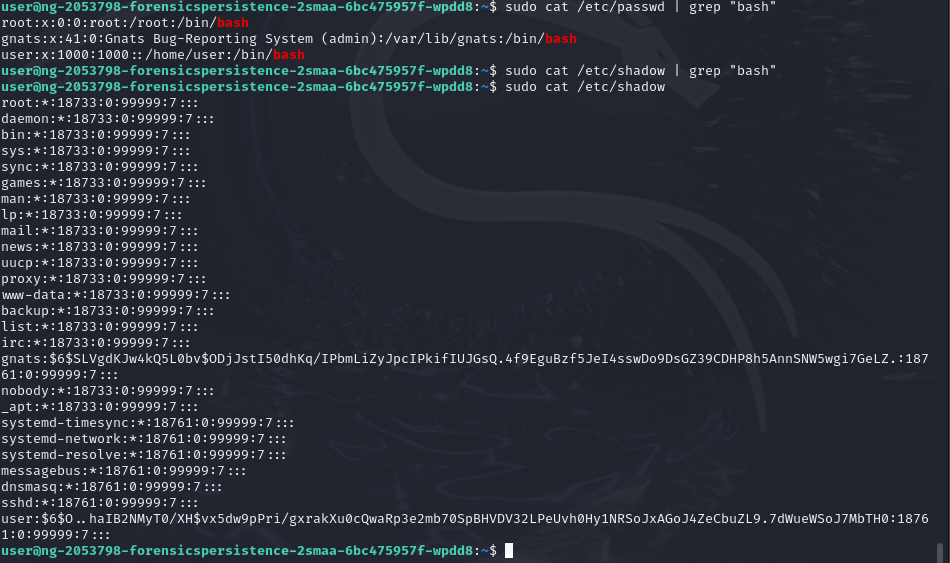 user@ng-2053798-forensicspersistence-2smaa-6bc475957f-wpdd8:~$ sudo cat /etc/passwd | grep "bash"
root:x:0:0:root:/root:/bin/bash
gnats:x:41:0:Gnats Bug-Reporting System (admin):/var/lib/gnats:/bin/bash
user:x:1000:1000::/home/user:/bin/bash
user@ng-2053798-forensicspersistence-2smaa-6bc475957f-wpdd8:~$ sudo cat /etc/shadow | grep "bash"
user@ng-2053798-forensicspersistence-2smaa-6bc475957f-wpdd8:~$ sudo cat /etc/shadow
root:*:18733:0:99999:7:::
daemon:*:18733:0:99999:7:::
bin:*:18733:0:99999:7:::
sys:*:18733:0:99999:7:::
sync:*:18733:0:99999:7:::
games:*:18733:0:99999:7:::
man:*:18733:0:99999:7:::
lp:*:18733:0:99999:7:::
mail:*:18733:0:99999:7:::
news:*:18733:0:99999:7:::
uucp:*:18733:0:99999:7:::
proxy:*:18733:0:99999:7:::
www-data:*:18733:0:99999:7:::
backup:*:18733:0:99999:7:::
list:*:18733:0:99999:7:::
irc:*:18733:0:99999:7:::
gnats:$6$SLVgdKJw4kQ5L0bv$ODjJstI50dhKq/IPbmLiZyJpcIPkifIUJGsQ.4f9EguBzf5JeI4sswDo9DsGZ39CDHP8h5AnnSNW5wgi7GeLZ.:187
61:0:99999:7:::
nobody:*:18733:0:99999:7:::
_apt:*:18733:0:99999:7:::
systemd-timesync:*:18761:0:99999:7:::
systemd-network:*:18761:0:99999:7:::
systemd-resolve:*:18761:0:99999:7:::
messagebus:*:18761:0:99999:7:::
dnsmasq:*:18761:0:99999:7:::
sshd:*:18761:0:99999:7:::
user:$6$O..haIB2NMyT0/XH$vx5dw9pPri/gxrakXu0cQwaRp3e2mb70SpBHVDV32LPeUvh0Hy1NRSoJxAGoJ4ZeCbuZL9.7dWueWSoJ7MbTH0:1876
1:0:99999:7:::
user@ng-2053798-forensicspersistence-2smaa-6bc475957f-wpdd8:~$